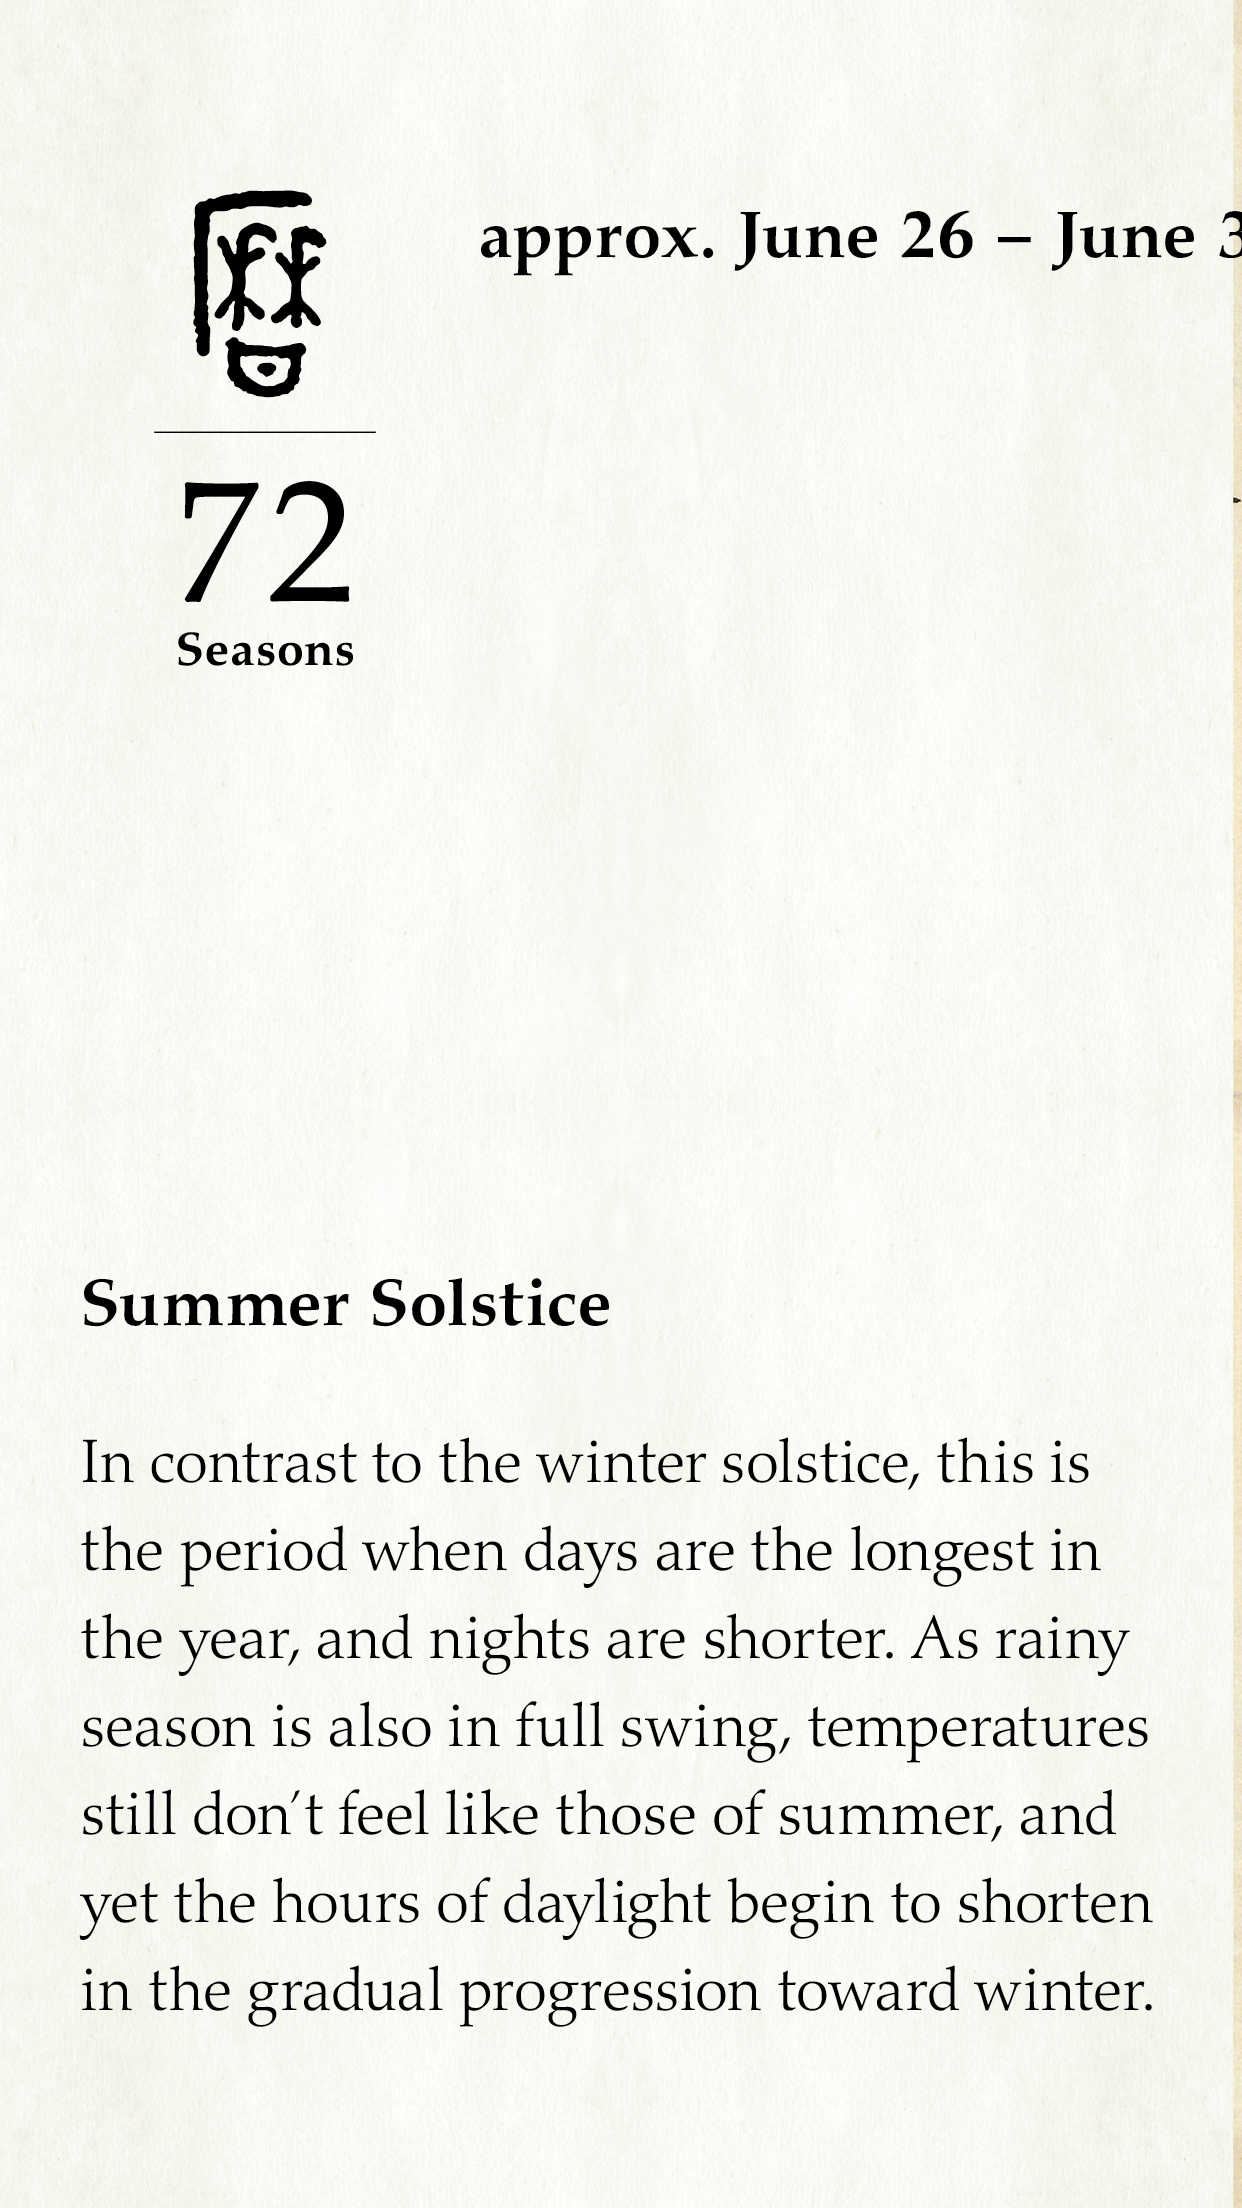 approx. June 26 – June
72
Seasons
Summer Solstice
In contrast to the winter solstice, this is
the period when days are the longest in
the year, and nights are shorter. As rainy
season is also in full swing, temperatures
still don't feel like those of summer, and
yet the hours of daylight begin to shorten
in the gradual progression toward winter.